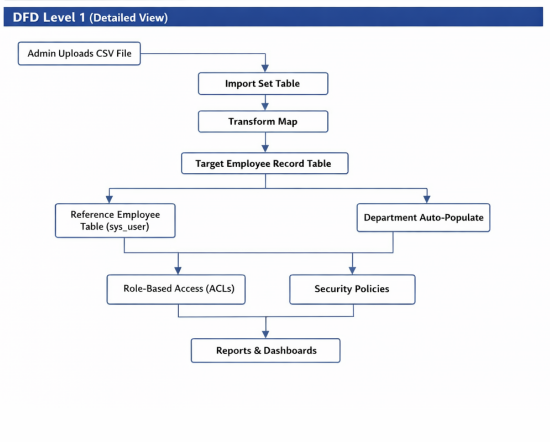 DFD Level 1 (Detailed View)
Admin Uploads CSV File
Import Set Table
Transform Map
Target Employee Record Table
Reference Employee
Table (sys_user)
Department Auto-Populate
Role-Based Access (ACLs)
Security Policies
Reports & Dashboards